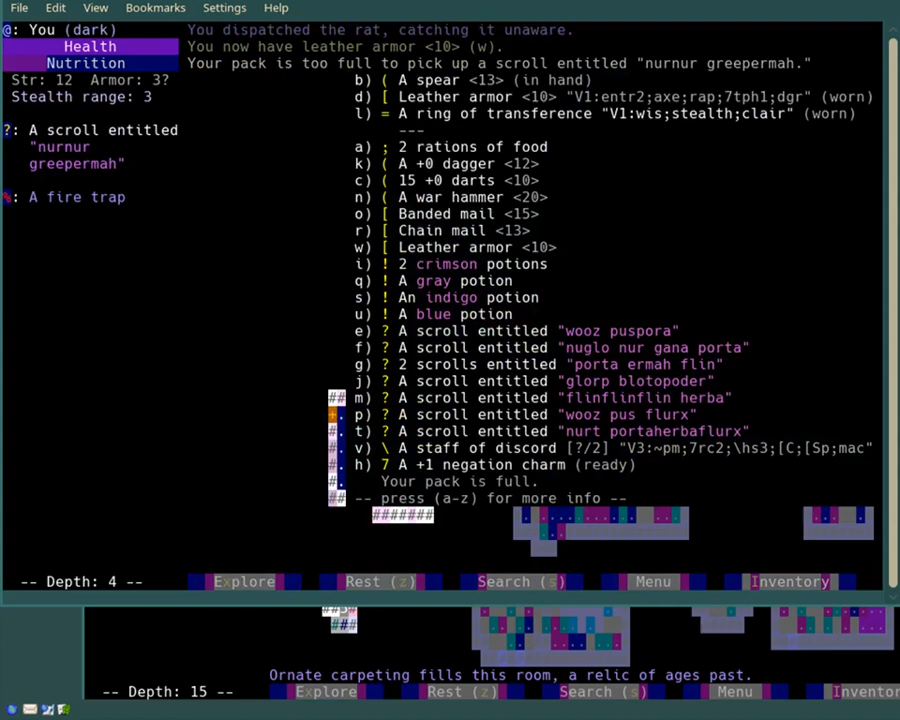 File Edit View Bookmarks Settings Help
@: You (dark)
Health
Nutrition
Str: 12 Armor: 3?
Stealth range: 3
?: A scroll entitled
"nurnur
greepermah"
%: A fire trap
You dispatched the rat, catching it unaware.
You now have leather armor <10> (w).
Your pack is too full to pick up a scroll entitled "nurnur greepermah."
b) ( A spear <13> (in hand)
d) [ Leather armor <10> "V1:entr2;axe;rap;7tph1;dgr" (worn)
l) = A ring of transference "V1:wis;stealth;clair" (worn)
---
a) ; 2 rations of food
k) ( A +0 dagger <12>
c) ( 15 +0 darts <10>
n) ( A war hammer <20>
o) [ Banded mail <15>
r) [ Chain mail <13>
w) [ Leather armor <10>
i) ! 2 crimson potions
q) ! A gray potion
s) ! An indigo potion
u) ! A blue potion
e) ? A scroll entitled "wooz puspora"
f) ? A scroll entitled "nuglo nur gana porta"
g) ? 2 scrolls entitled "porta ermah flin"
j) ? A scroll entitled "glorp blotopoder"
m) ? A scroll entitled "flinflinflin herba"
p) ? A scroll entitled "wooz pus flurx"
t) ? A scroll entitled "nurt portaherbaflurx"
v) \ A staff of discord [?/2] "V3:~pm;7rc2;\hs3;[C;[Sp;mac"
h) 7 A +1 negation charm (ready)
Your pack is full.
-- press (a-z) for more info --
#######
-- Depth: 4 -- Explore Rest (z) Search (s) Menu Inventory
Ornate carpeting fills this room, a relic of ages past.
-- Depth: 15 -- Explore Rest (z) Search (s) Menu Inventor